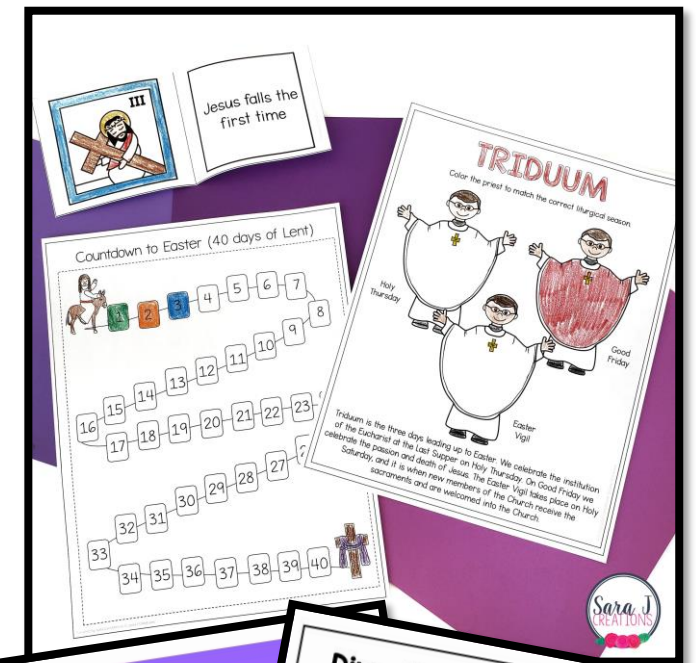 III
Jesus falls the
first time
TRIDUUM
Color the priest to match the correct liturgical season
Holy
Thursday
Good
Friday
Easter
Vigil
Triduum is the three days leading up to Easter. We celebrate the institution
of the Eucharist at the Last Supper on Holy Thursday. On Good Friday we
celebrate the passion and death of Jesus. The Easter Vigil takes place on Holy
Saturday, and it is when new members of the Church receive the
sacraments and are welcomed into the Church.
Countdown to Easter (40 days of Lent)
1 2 3 4 5 6 7
8
9
10
11
12
13
14
15
16
17 18 19 20 21 22 23
27
28
29
30
31
32
33
34 35 36 37 38 39 40
Sara J
CREATIONS